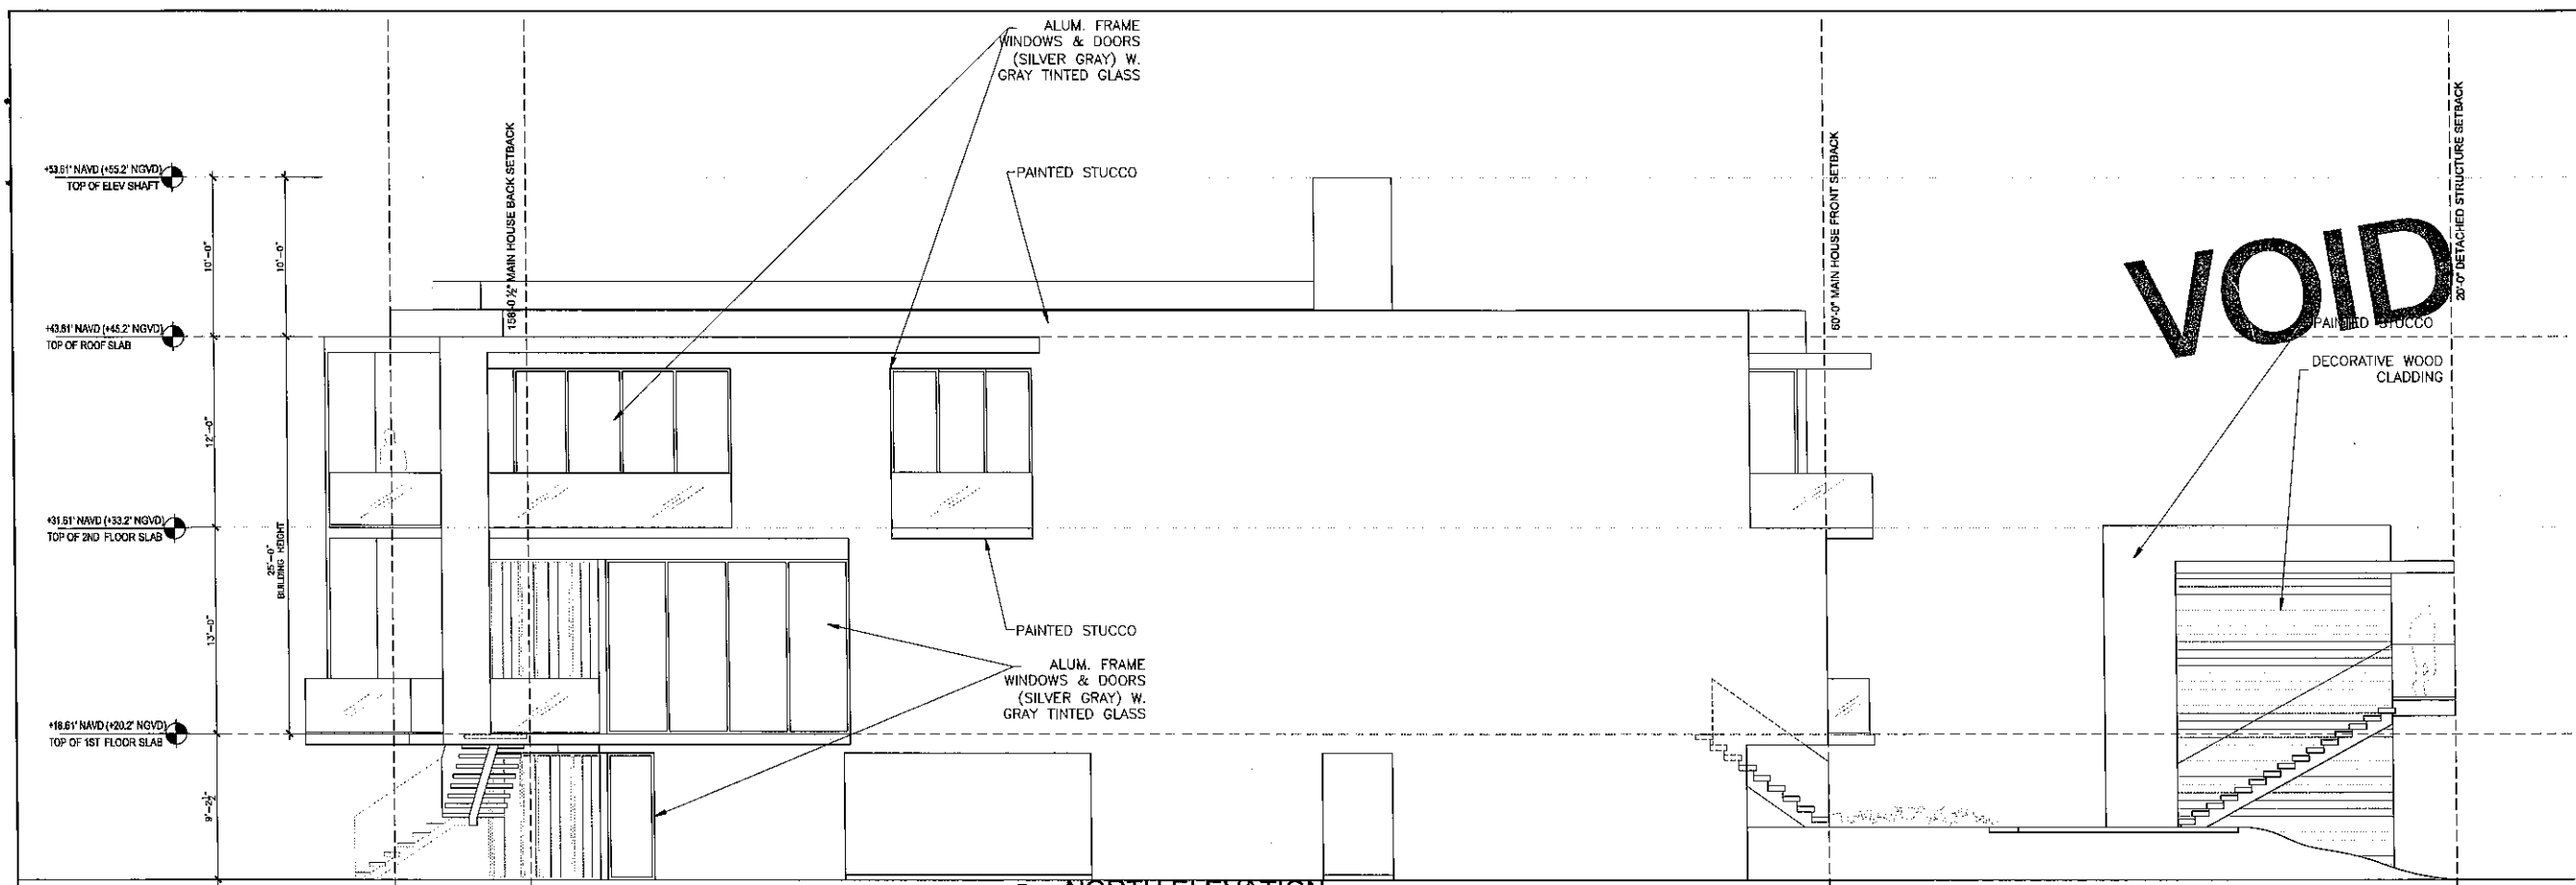 ALUM. FRAME
WINDOWS & DOORS
(SILVER GRAY) W.
GRAY TINTED GLASS
PAINTED STUCCO
158'-0 ½" MAIN HOUSE BACK SETBACK
60'-0" MAIN HOUSE FRONT SETBACK
20'-0" DETACHED STRUCTURE SETBACK
VOID
PAINTED STUCCO
DECORATIVE WOOD
CLADDING
+53.61' NAVD (+55.2' NGVD)
TOP OF ELEV SHAFT
10'-0"
10'-0"
+43.61' NAVD (+45.2' NGVD)
TOP OF ROOF SLAB
12'-0"
+31.61' NAVD (+33.2' NGVD)
TOP OF 2ND FLOOR SLAB
25'-0"
BUILDING HEIGHT
13'-0"
PAINTED STUCCO
ALUM. FRAME
WINDOWS & DOORS
(SILVER GRAY) W.
GRAY TINTED GLASS
+18.61' NAVD (+20.2' NGVD)
TOP OF 1ST FLOOR SLAB
9'-2½"
NORTH ELEVATION